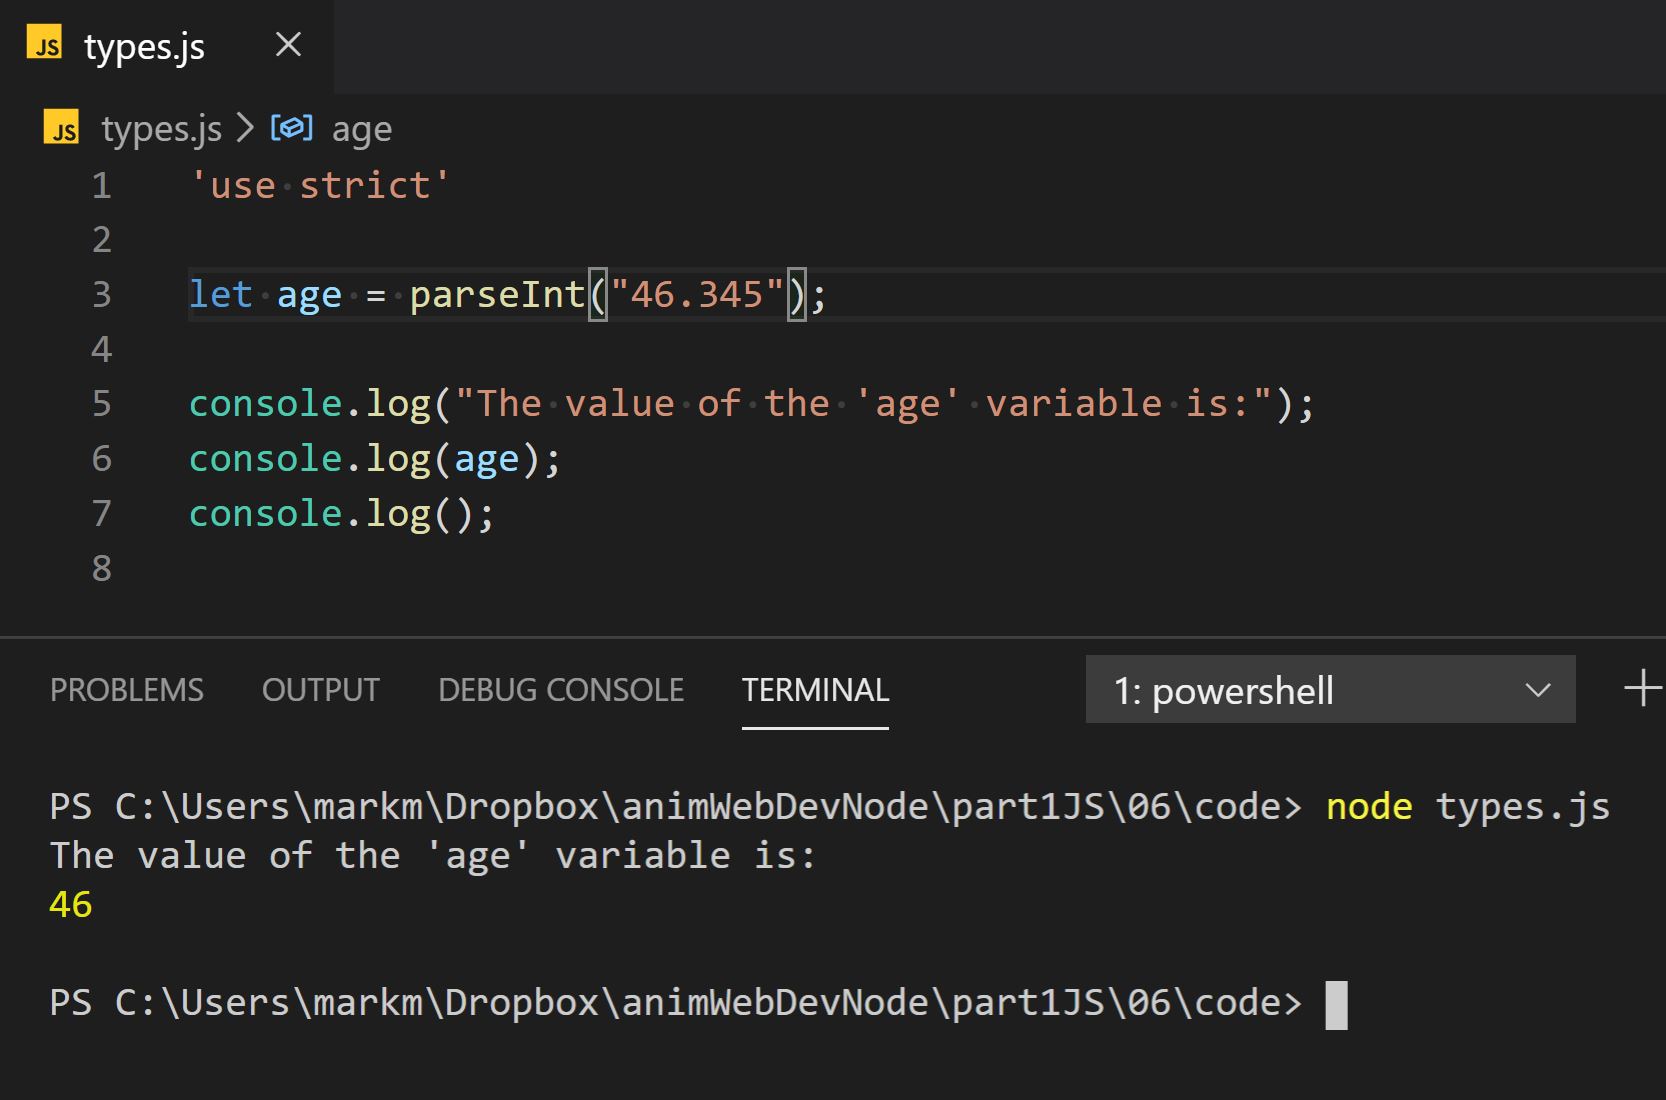 JS types.js
JS types.js > age
1 'use strict'
2
3 let age = parseInt("46.345");
4
5 console.log("The value of the 'age' variable is:");
6 console.log(age);
7 console.log();
8
PROBLEMS OUTPUT DEBUG CONSOLE TERMINAL 1: powershell
PS C:\Users\markm\Dropbox\animWebDevNode\part1JS\06\code> node types.js
The value of the 'age' variable is:
46
PS C:\Users\markm\Dropbox\animWebDevNode\part1JS\06\code>